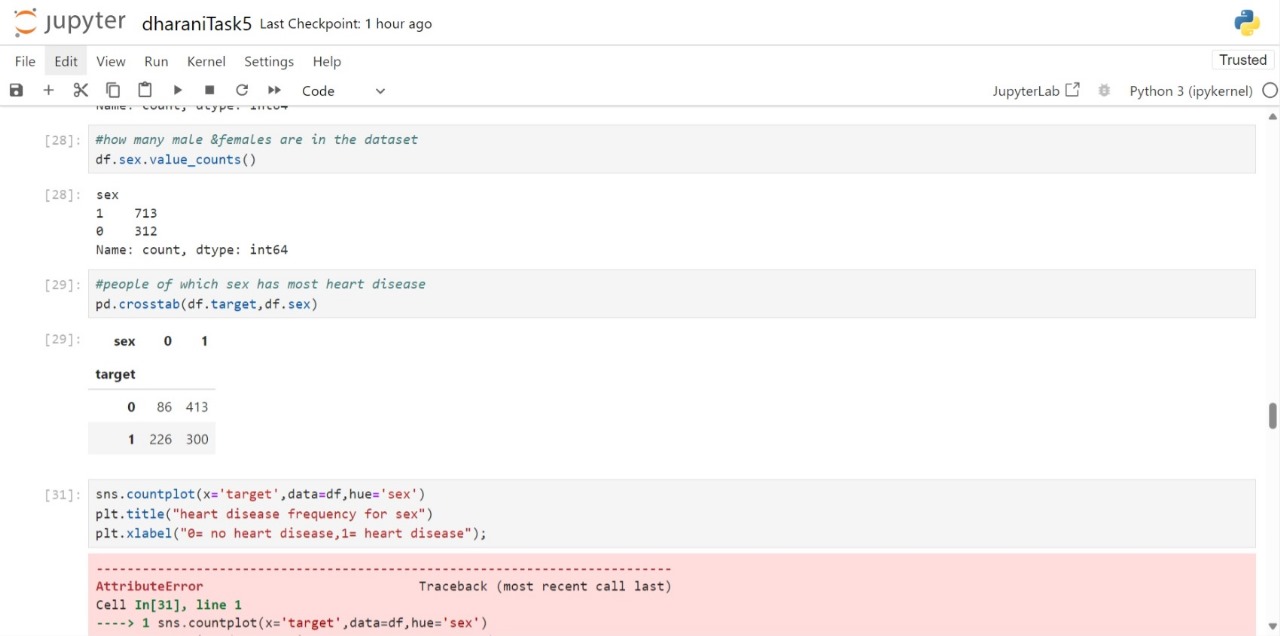 jupyter dharaniTask5 Last Checkpoint: 1 hour ago
File Edit View Run Kernel Settings Help Trusted
Code JupyterLab Python 3 (ipykernel)
Name: count, dtype: int64
[28]: #how many male &females are in the dataset
df.sex.value_counts()
[28]: sex
1 713
0 312
Name: count, dtype: int64
[29]: #people of which sex has most heart disease
pd.crosstab(df.target,df.sex)
[29]: sex 0 1
target
0 86 413
1 226 300
[31]: sns.countplot(x='target',data=df,hue='sex')
plt.title("heart disease frequency for sex")
plt.xlabel("0= no heart disease,1= heart disease");
---------------------------------------------------------------------------
AttributeError Traceback (most recent call last)
Cell In[31], line 1
----> 1 sns.countplot(x='target',data=df,hue='sex')